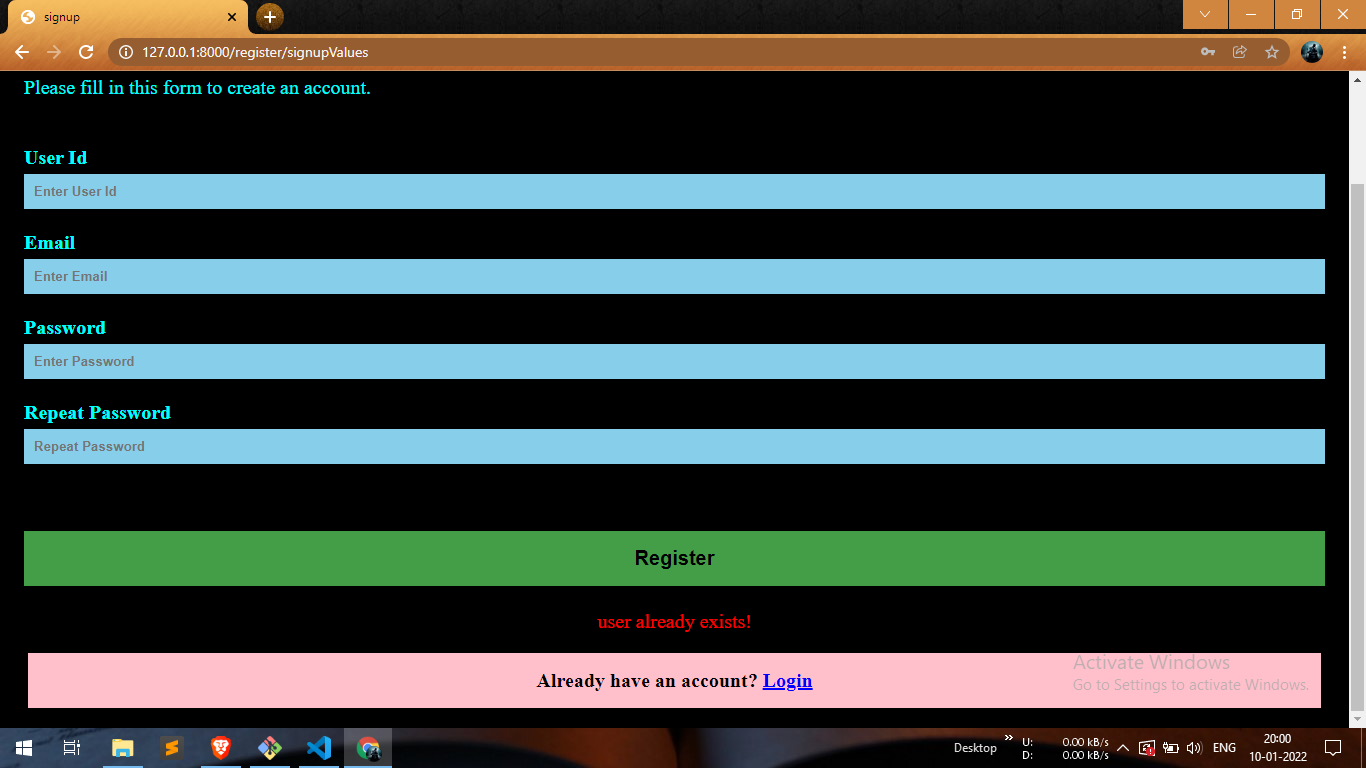 signup
127.0.0.1:8000/register/signupValues
Please fill in this form to create an account.
User Id
Enter User Id
Email
Enter Email
Password
Enter Password
Repeat Password
Repeat Password
Register
user already exists!
Already have an account? Login
Activate Windows
Go to Settings to activate Windows.
Desktop
U: 0.00 kB/s
D: 0.00 kB/s
ENG
20:00
10-01-2022